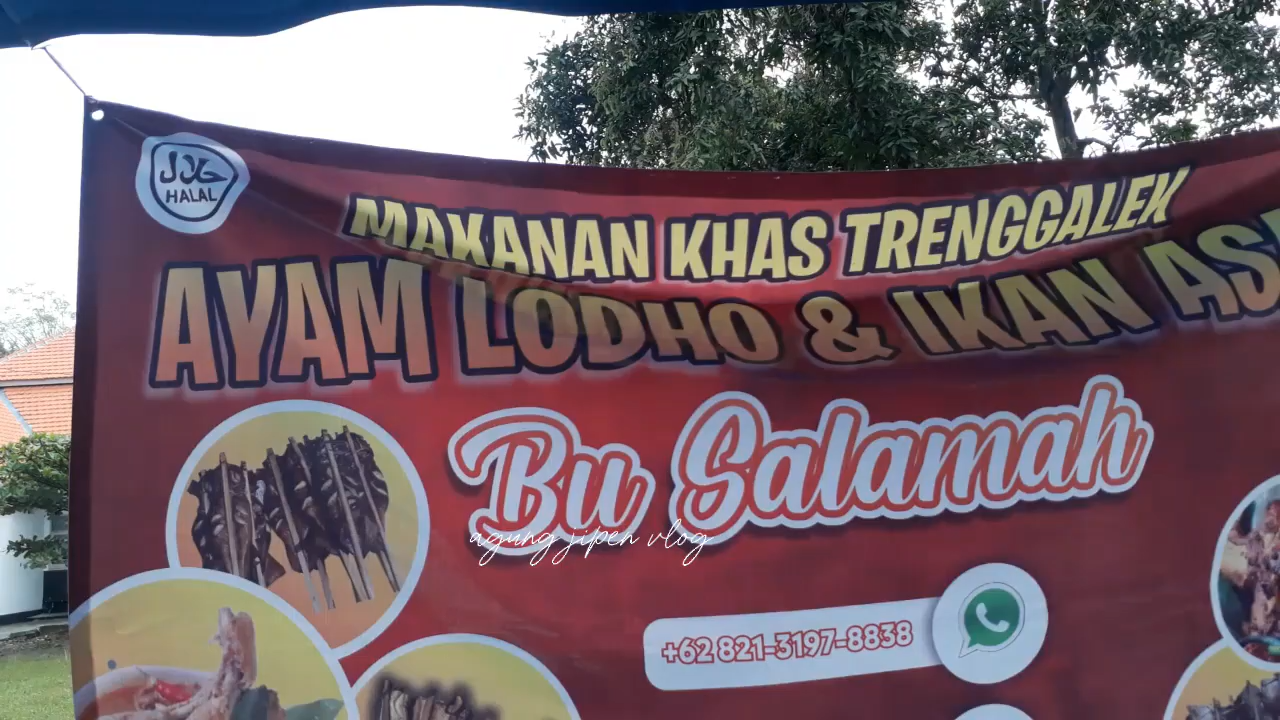 HALAL
MAKANAN KHAS TRENGGALEK
AYAM LODHO & IKAN
Bu Salamah
agung jipen vlog
+62 821-3197-8838